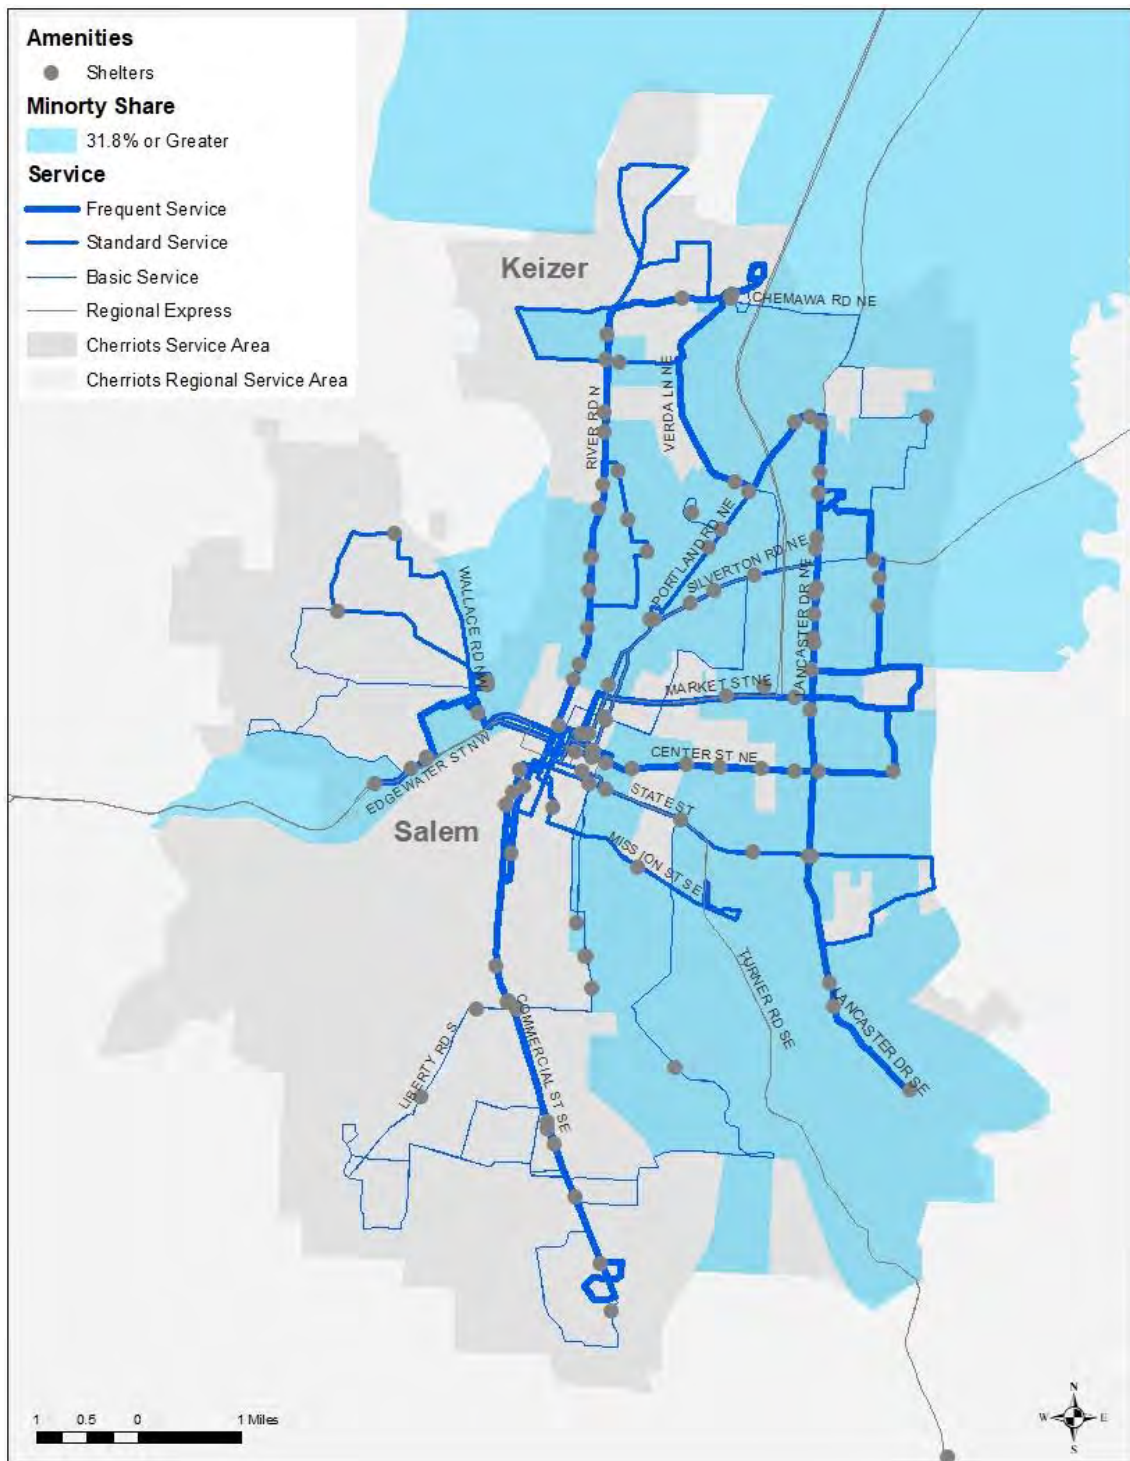 Amenities
Shelters
Minorty Share
31.8% or Greater
Service
Frequent Service
Standard Service
Basic Service
Regional Express
Cherriots Service Area
Cherriots Regional Service Area
Keizer
CHEMAWA RD NE
RIVER RD N
VERDA LN NE
PORTLAND RD NE
SILVERTON RD NE
LANCASTER DR NE
WALLACE RD NW
MARKET ST NE
EDGEWATER ST NW
CENTER ST NE
STATE ST
Salem
MISSION ST SE
TURNER RD SE
LANCASTER DR SE
COMMERCIAL ST SE
LIBERTY RD S
1 0.5 0 1 Miles
N
W E
S